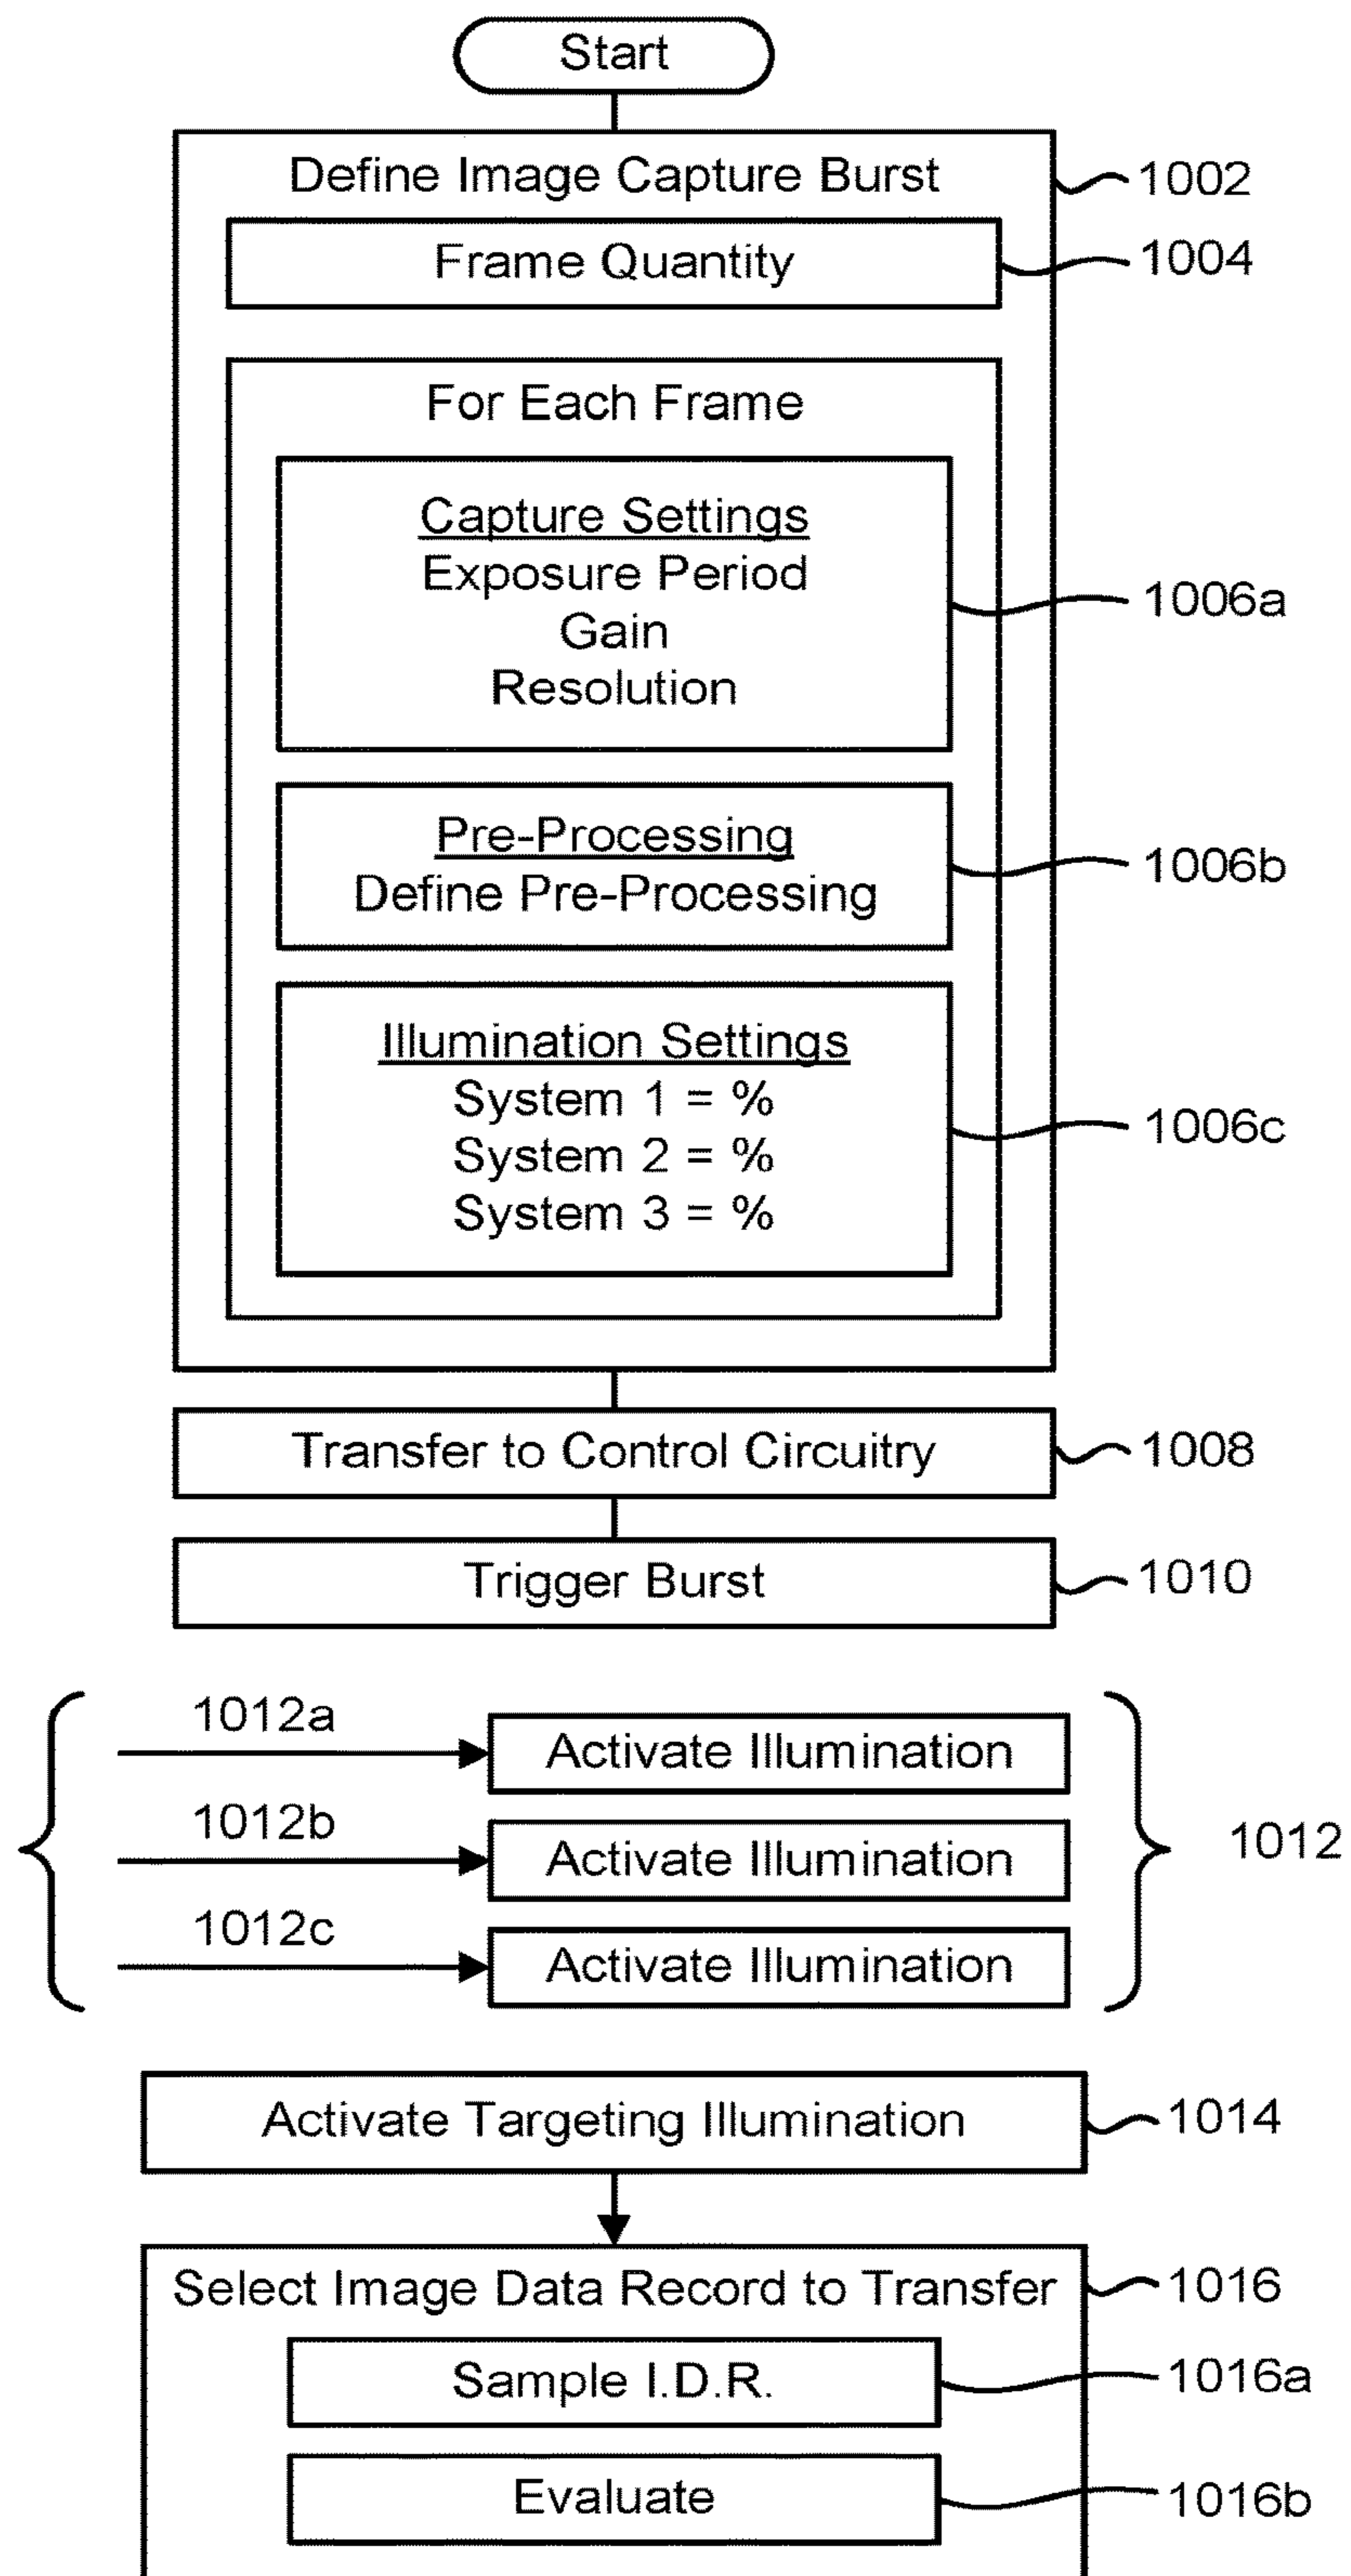 Start
Define Image Capture Burst
1002
Frame Quantity
1004
For Each Frame
Capture Settings
Exposure Period
Gain
Resolution
1006a
Pre-Processing
Define Pre-Processing
1006b
Illumination Settings
System 1 = %
System 2 = %
System 3 = %
1006c
Transfer to Control Circuitry
1008
Trigger Burst
1010
1012a
Activate Illumination
1012b
Activate Illumination
1012
1012c
Activate Illumination
Activate Targeting Illumination
1014
Select Image Data Record to Transfer
1016
Sample I.D.R.
1016a
Evaluate
1016b